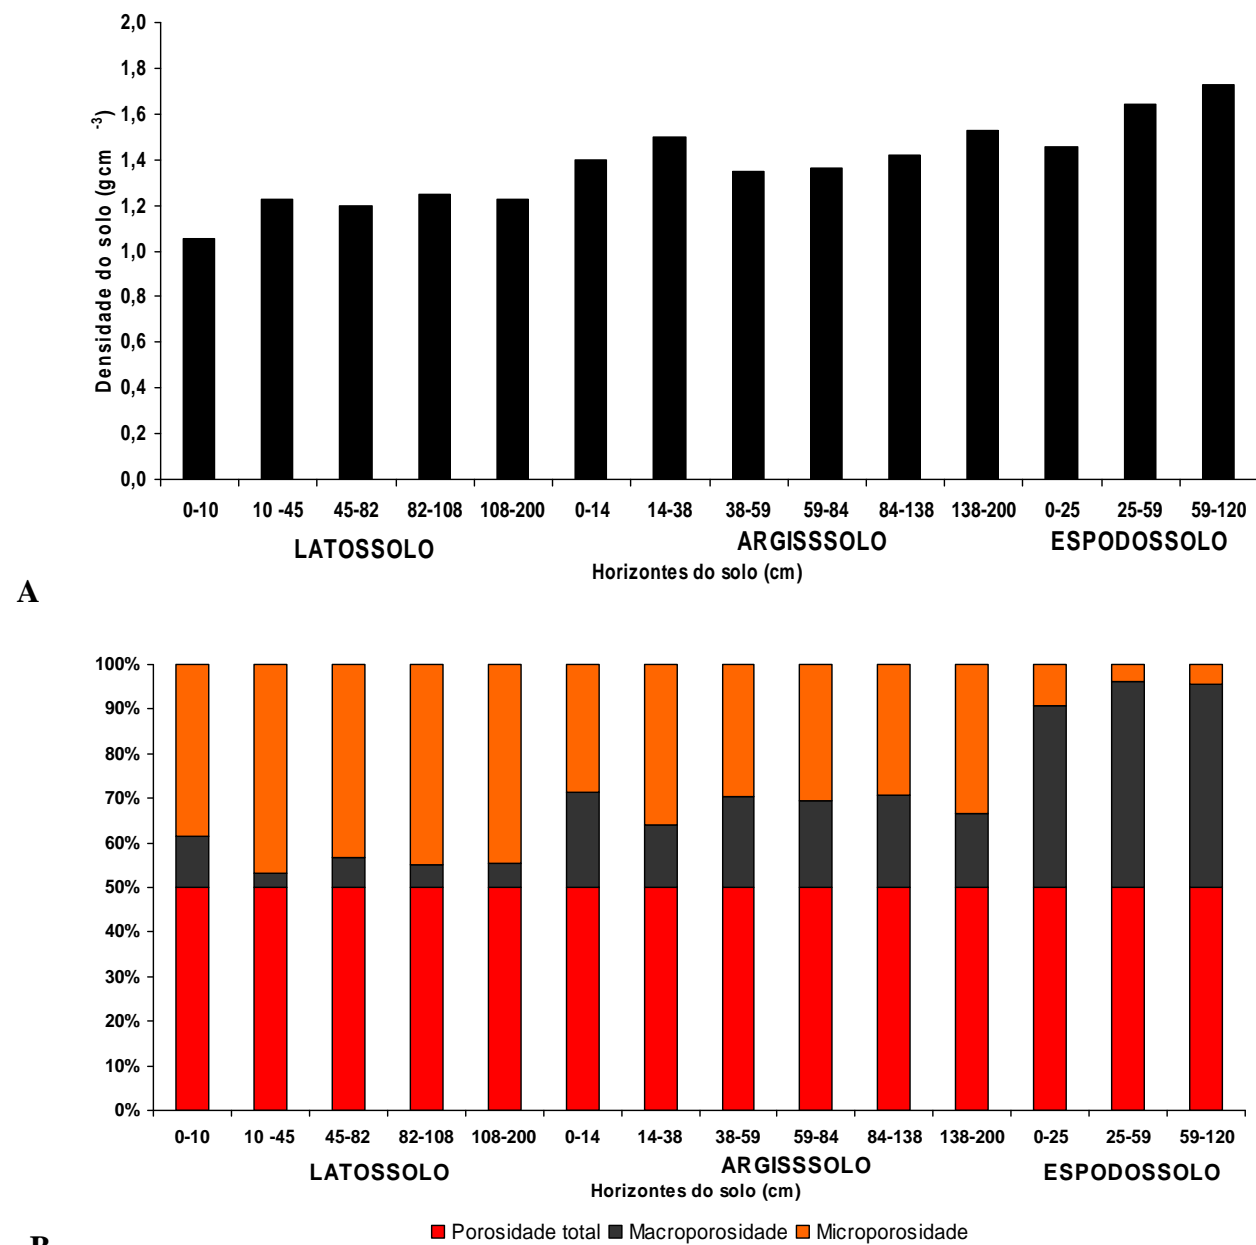 2,0
1,8
1,6
1,4
1,2
1,0
0,8
0,6
0,4
0,2
0,0
Densidade do solo (gcm -3)
0-10 10 -45 45-82 82-108 108-200 0-14 14-38 38-59 59-84 84-138 138-200 0-25 25-59 59-120
LATOSSOLO ARGISSSOLO ESPODOSSOLO
Horizontes do solo (cm)
A
100%
90%
80%
70%
60%
50%
40%
30%
20%
10%
0%
0-10 10 -45 45-82 82-108 108-200 0-14 14-38 38-59 59-84 84-138 138-200 0-25 25-59 59-120
LATOSSOLO ARGISSSOLO ESPODOSSOLO
Horizontes do solo (cm)
Porosidade total Macroporosidade Microporosidade
B